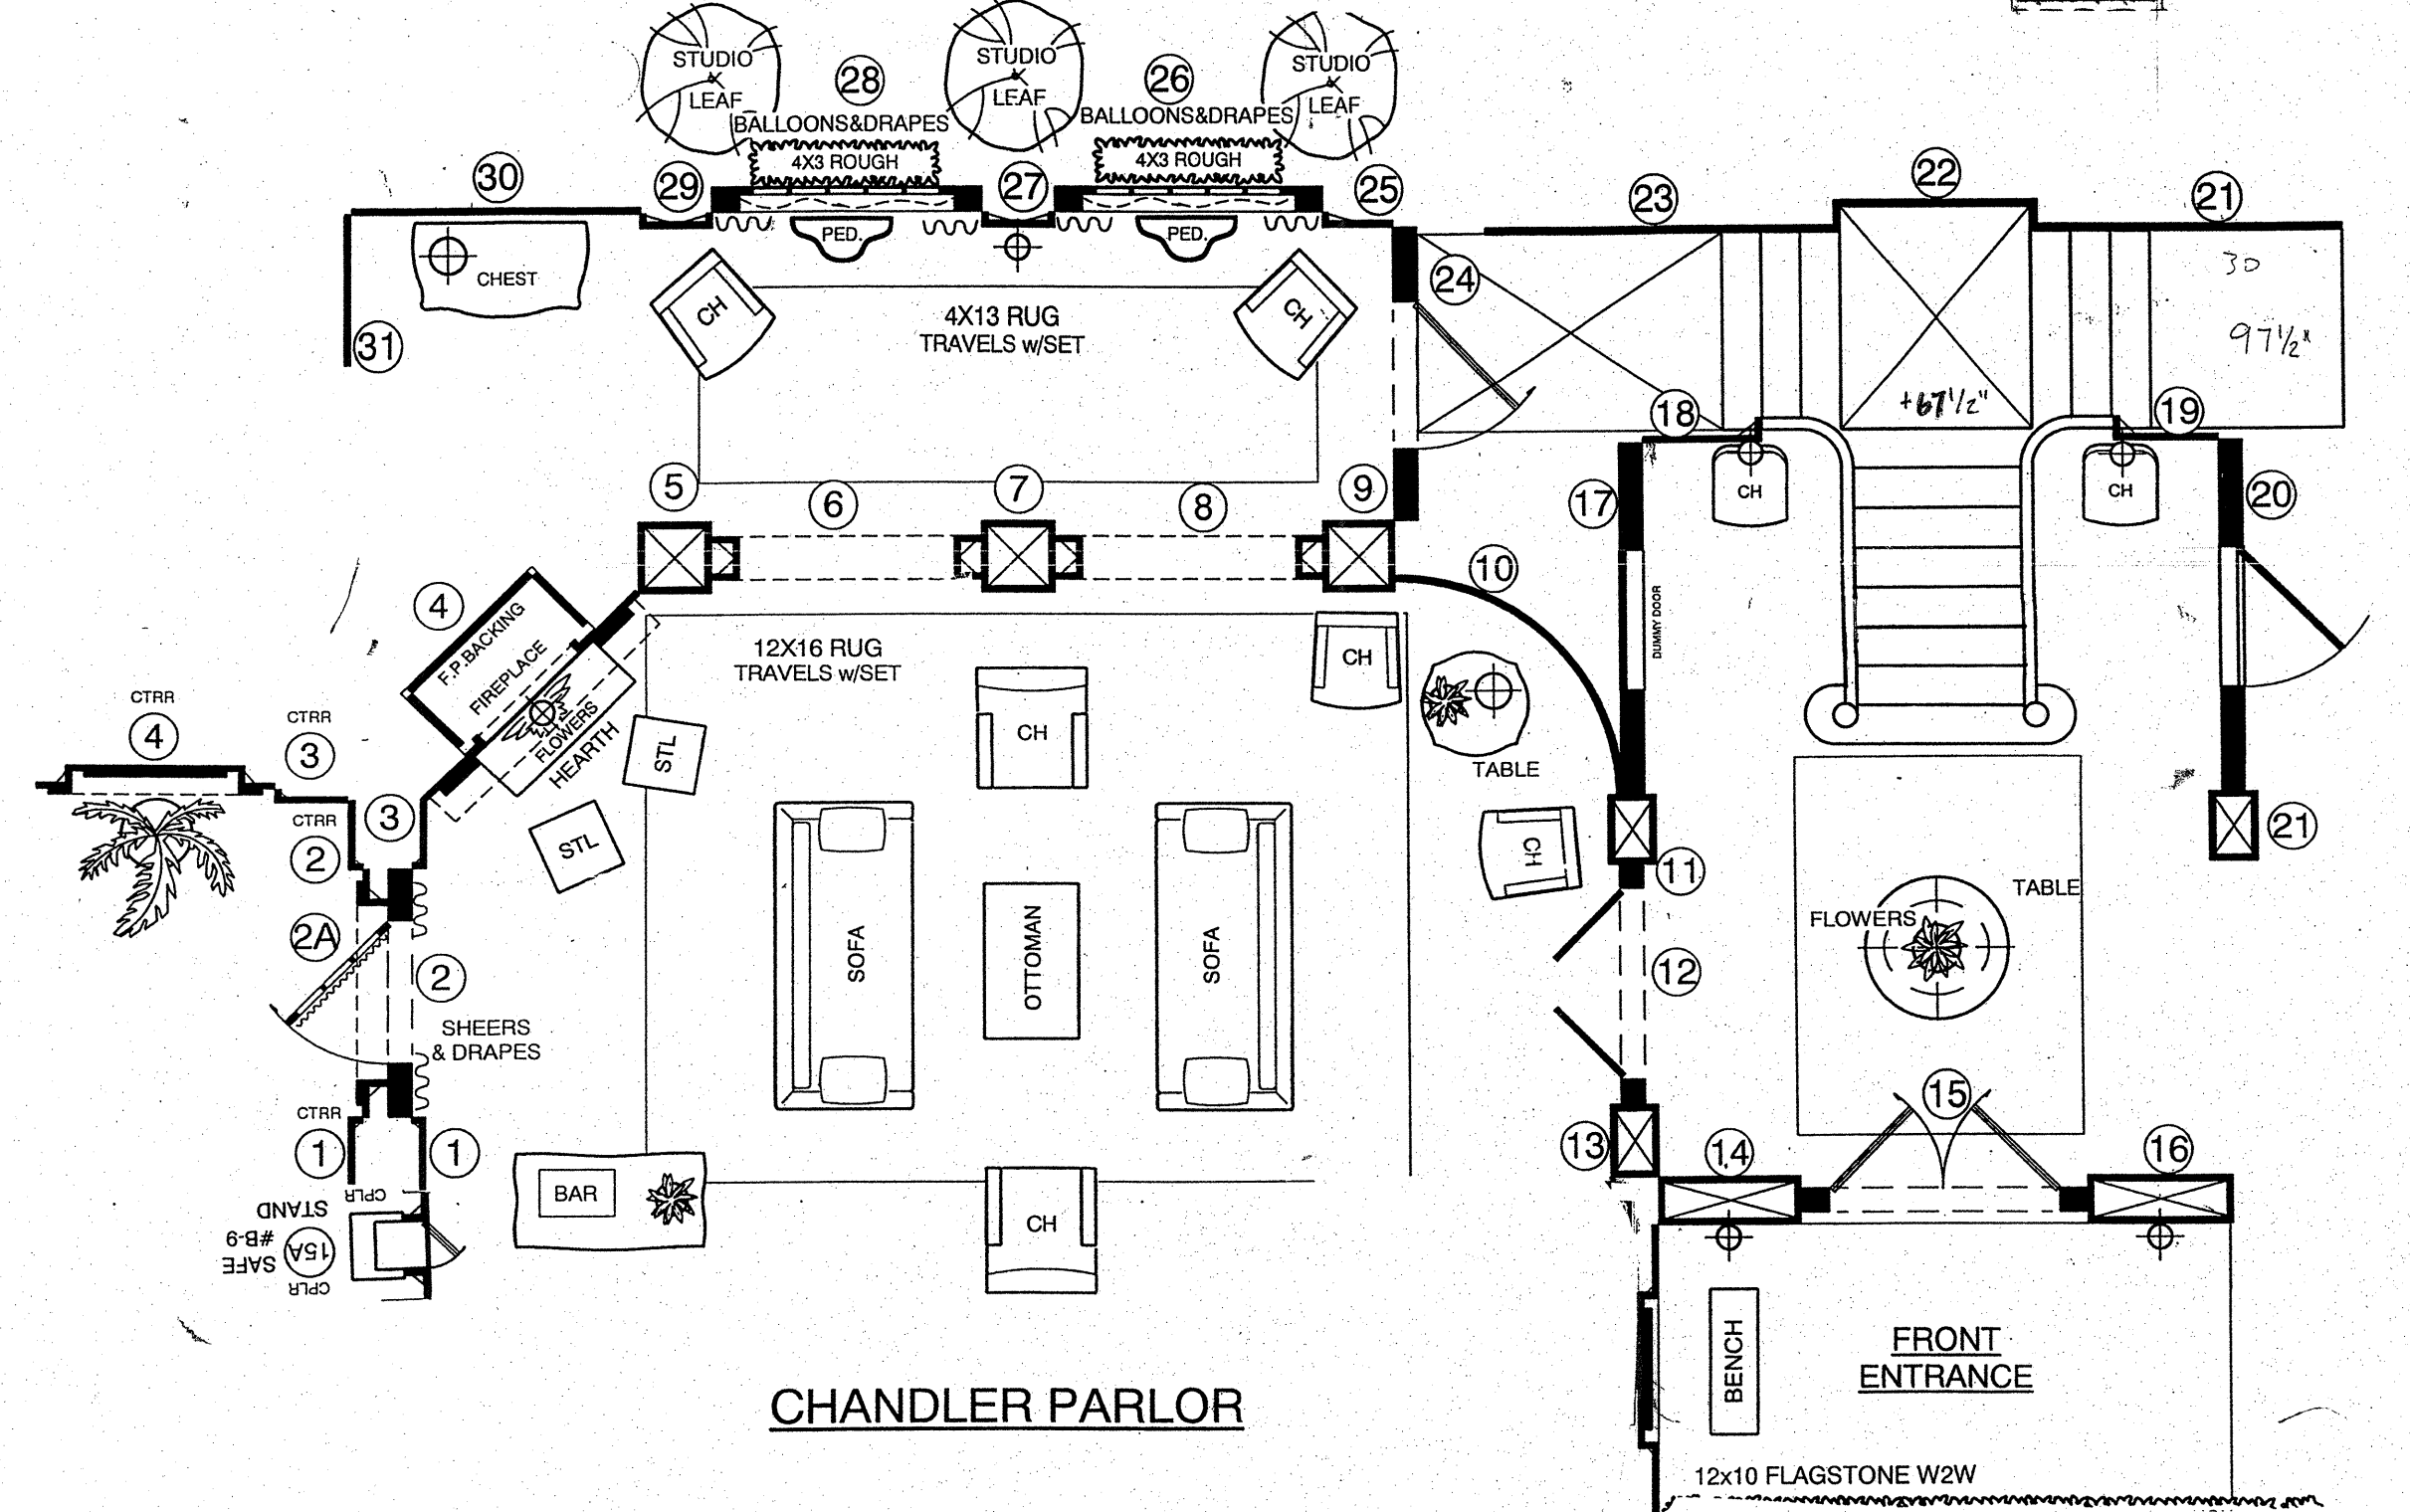 STUDIO
LEAF
STUDIO
LEAF
STUDIO
LEAF
28
26
BALLOONS&DRAPES
BALLOONS&DRAPES
4X3 ROUGH
4X3 ROUGH
30
29
27
25
23
22
21
PED.
PED.
CHEST
31
CH
CH
4X13 RUG
TRAVELS w/SET
24
30
97 1/2"
+67 1/2"
18
19
5
6
7
8
9
17
CH
CH
20
10
DUMMY DOOR
4
F.P.BACKING
FIREPLACE
FLOWERS
HEARTH
12X16 RUG
TRAVELS w/SET
CH
CH
TABLE
STL
STL
CTRR
4
CTRR
3
CTRR
2
3
2A
2
SHEERS
& DRAPES
SOFA
OTTOMAN
SOFA
CH
11
12
21
TABLE
FLOWERS
15
CTRR
1
1
CPLR
STAND
#B-9
SAFE
15A
CPLR
BAR
CH
13
14
16
BENCH
FRONT
ENTRANCE
CHANDLER PARLOR
12x10 FLAGSTONE W2W